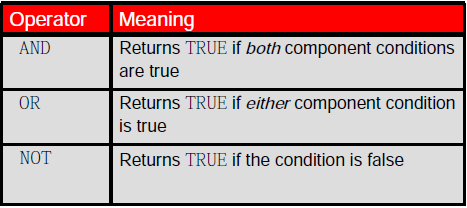 Operator Meaning
AND Returns TRUE if both component conditions
are true
OR Returns TRUE if either component condition
is true
NOT Returns TRUE if the condition is false